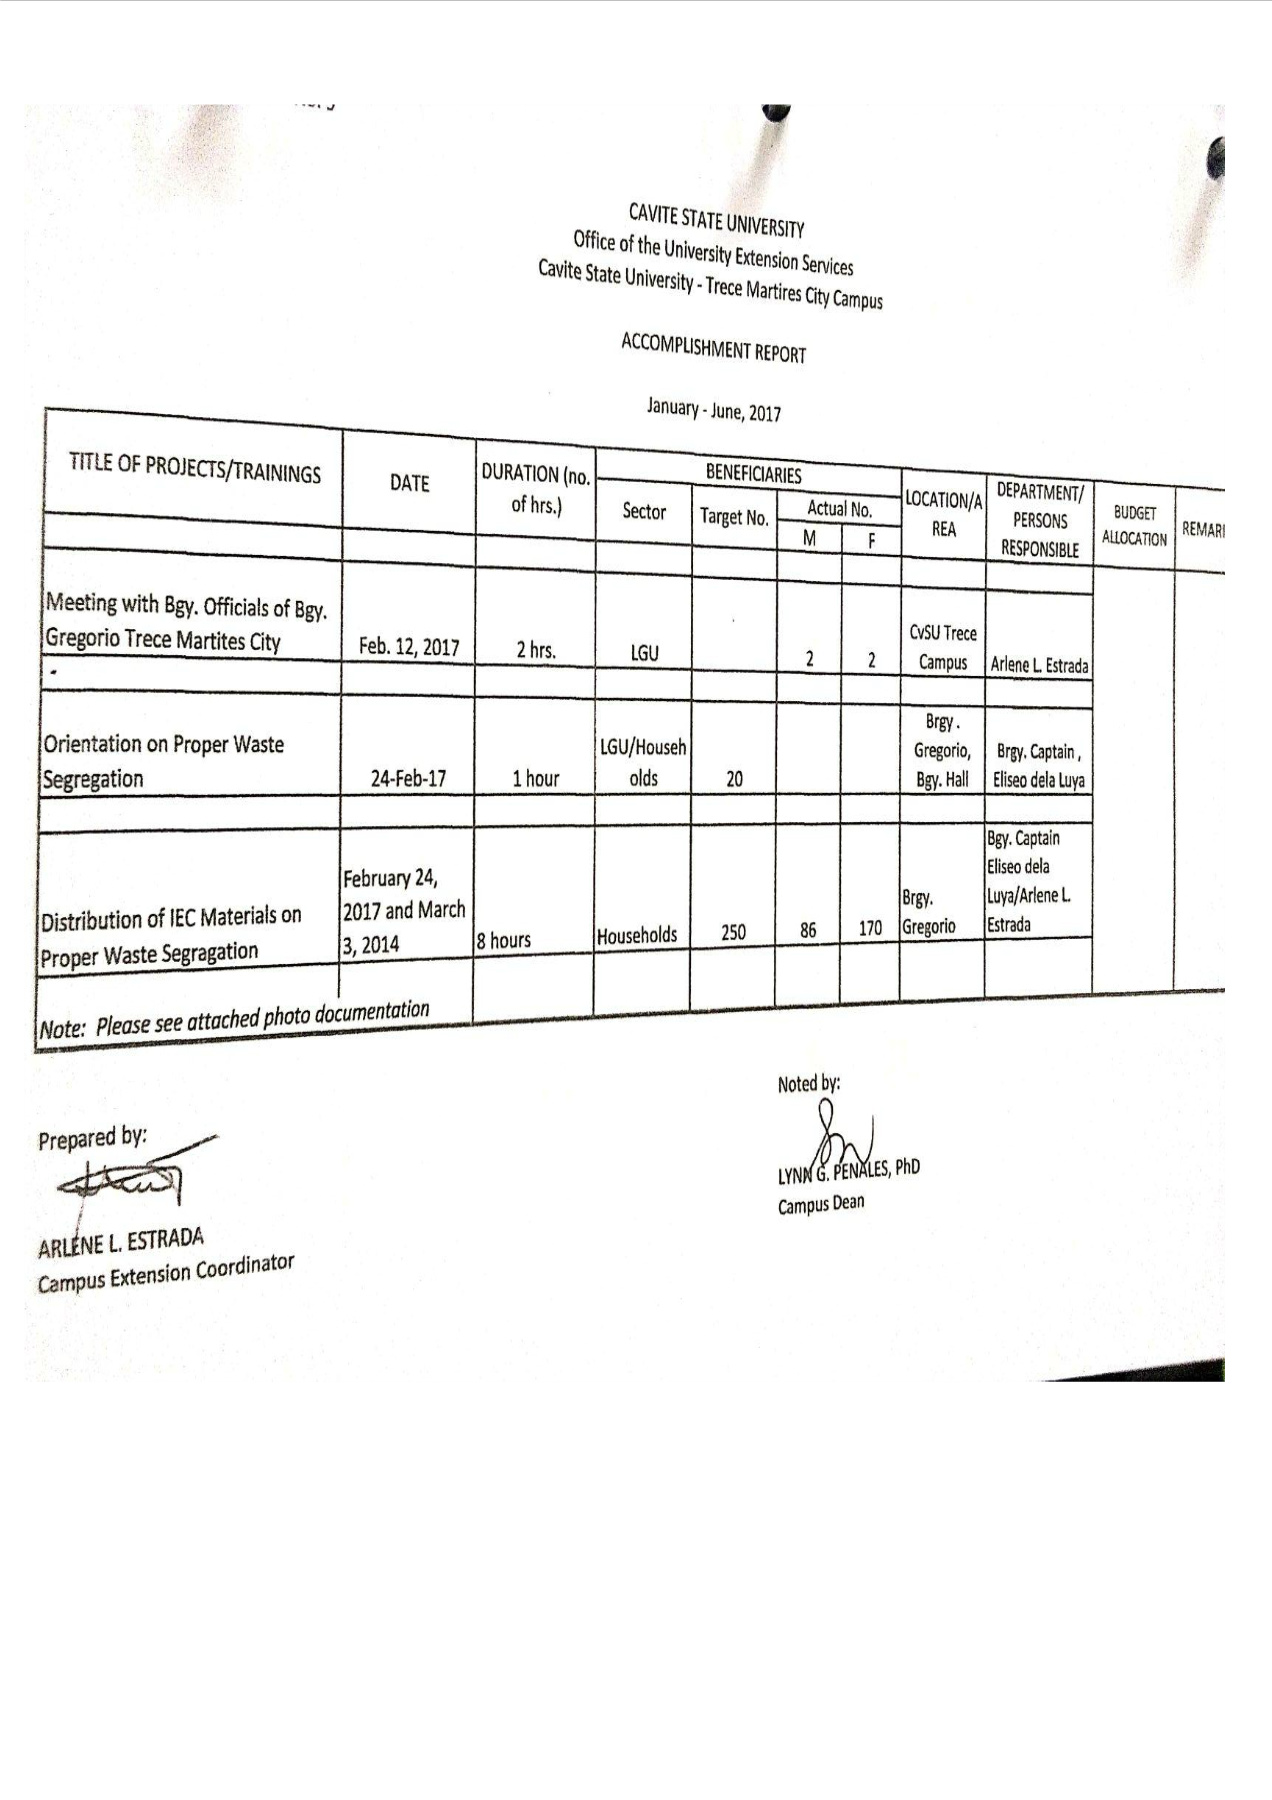 CAVITE STATE UNIVERSITY
Office of the University Extension Services
Cavite State University - Trece Martires City Campus
ACCOMPLISHMENT REPORT
January - June, 2017
TITLE OF PROJECTS/TRAININGS
DATE
DURATION (no.
of hrs.)
BENEFICIARIES
Sector
Target No.
Actual No.
M
F
LOCATION/A
REA
DEPARTMENT/
PERSONS
RESPONSIBLE
BUDGET
ALLOCATION
REMAR
Meeting with Bgy. Officials of Bgy.
Gregorio Trece Martites City
Feb. 12, 2017
2 hrs.
LGU
2
2
CvSU Trece
Campus
Arlene L. Estrada
-
Orientation on Proper Waste
Segregation
24-Feb-17
1 hour
LGU/Househ
olds
20
Brgy .
Gregorio,
Bgy. Hall
Brgy. Captain ,
Eliseo dela Luya
Distribution of IEC Materials on
Proper Waste Segragation
February 24,
2017 and March
3, 2014
8 hours
Households
250
86
170
Brgy.
Gregorio
Bgy. Captain
Eliseo dela
Luya/Arlene L.
Estrada
Note: Please see attached photo documentation
Prepared by:
ARLENE L. ESTRADA
Campus Extension Coordinator
Noted by:
LYNN G. PENALES, PhD
Campus Dean